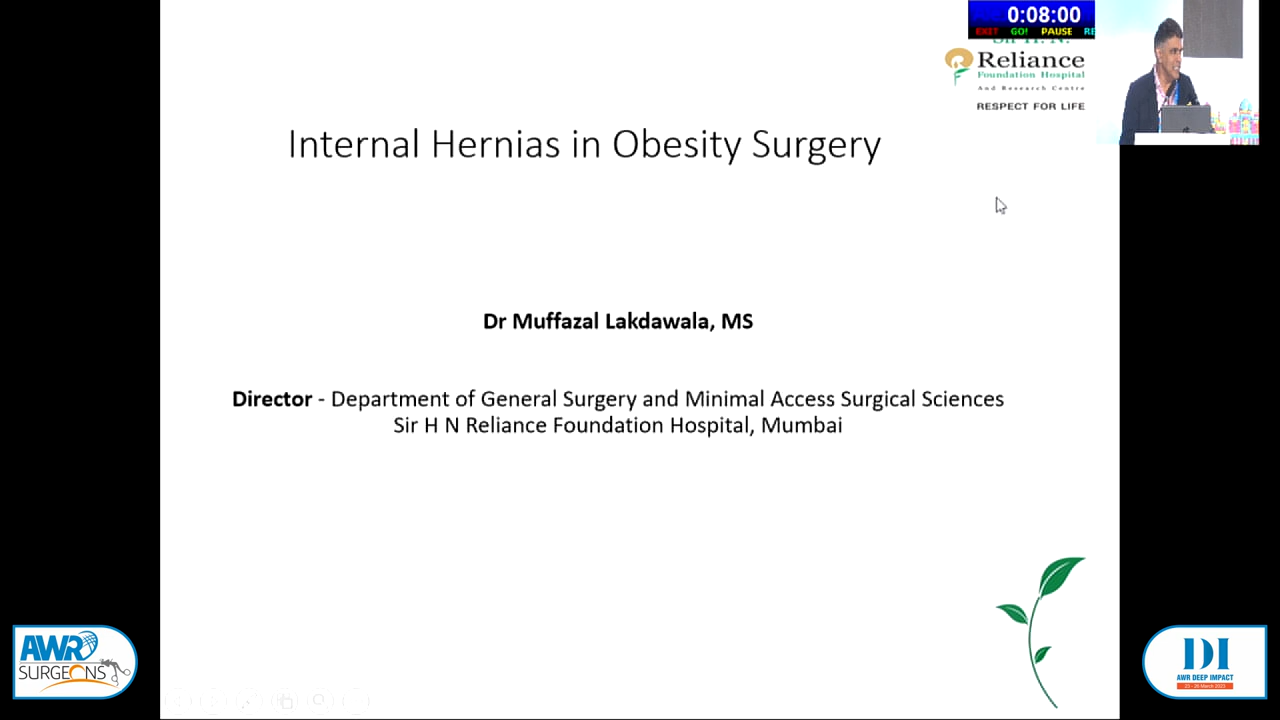 0:08:00
EXIT GO! PAUSE RE
Sir H. N.
Reliance
Foundation Hospital
And Research Centre
RESPECT FOR LIFE
Internal Hernias in Obesity Surgery
Dr Muffazal Lakdawala, MS
Director - Department of General Surgery and Minimal Access Surgical Sciences
Sir H N Reliance Foundation Hospital, Mumbai
AWR
SURGEONS
DI
AWR DEEP IMPACT